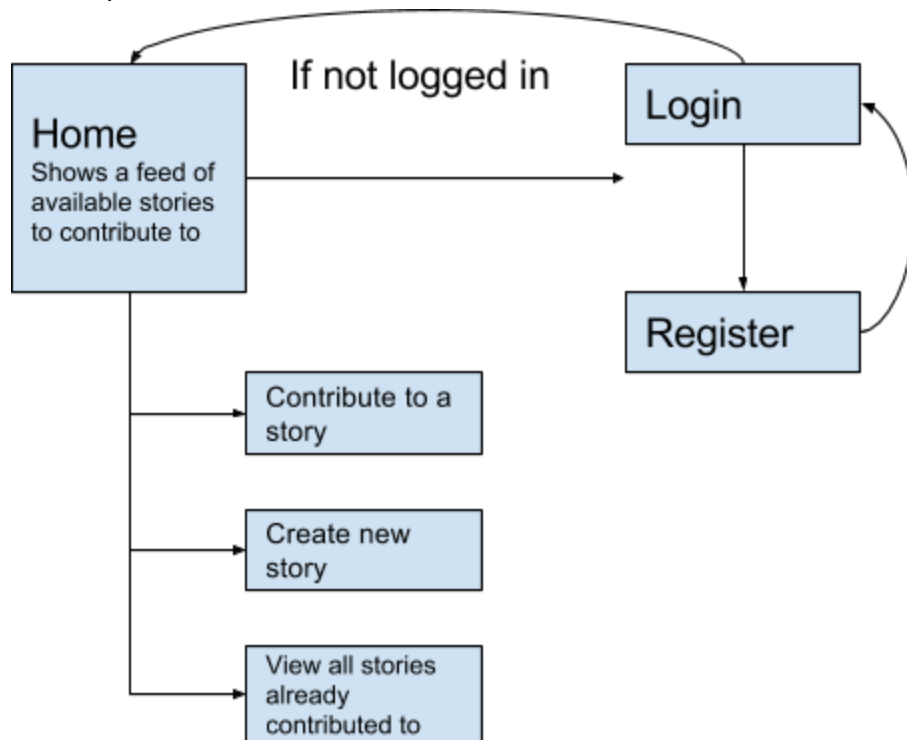 If not logged in
Home
Shows a feed of
available stories
to contribute to
Login
Register
Contribute to a
story
Create new
story
View all stories
already
contributed to